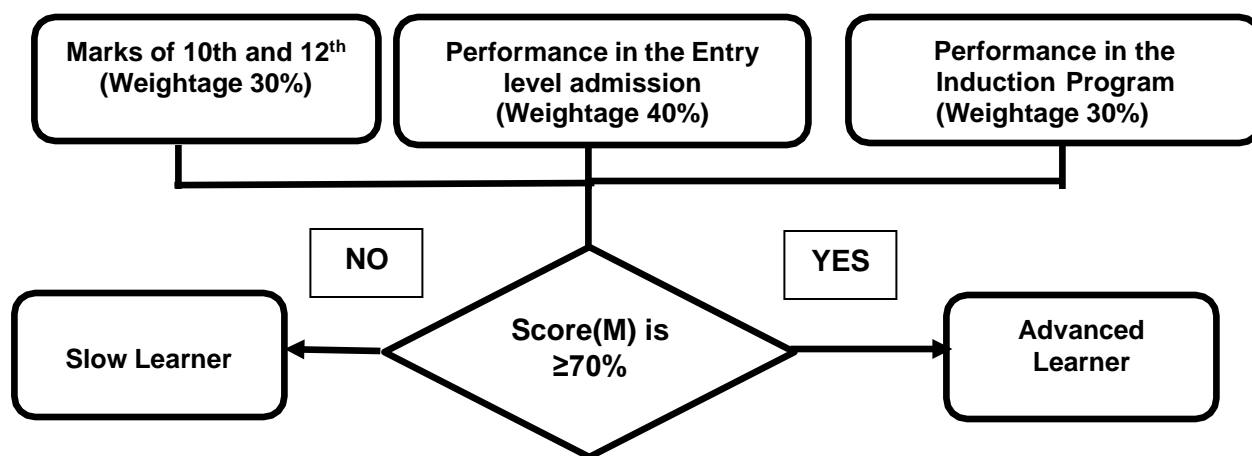 Marks of 10th and 12th
(Weightage 30%)
Performance in the Entry
level admission
(Weightage 40%)
Performance in the
Induction Program
(Weightage 30%)
NO
YES
Slow Learner
Score(M) is
≥70%
Advanced
Learner